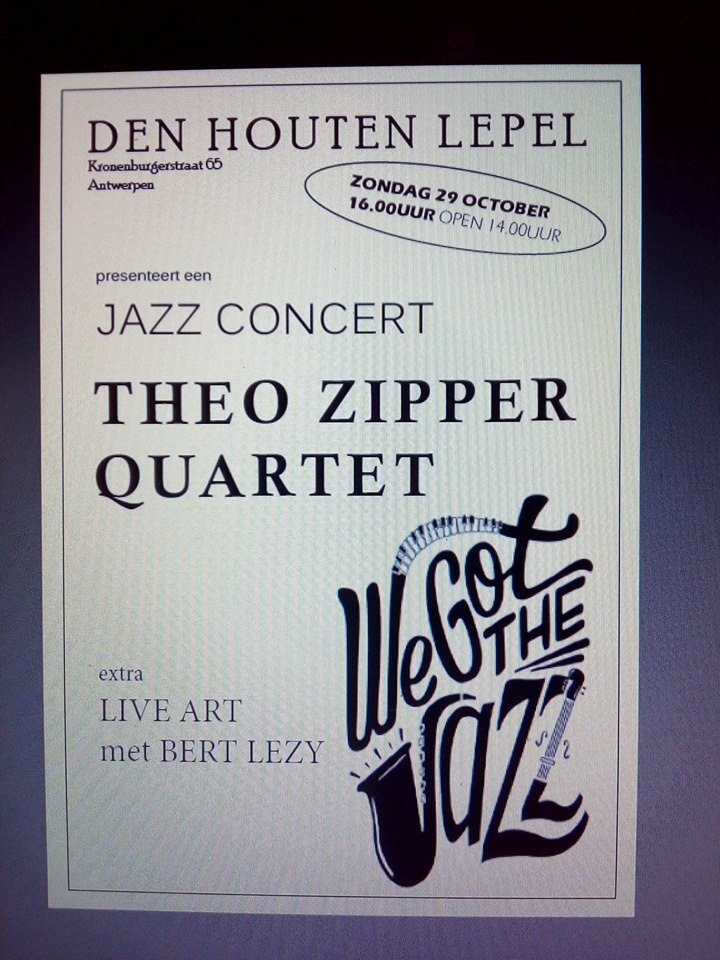 DEN HOUTEN LEPEL
Kronenburgerstraat 65
Antwerpen
ZONDAG 29 OCTOBER
16.00UUR OPEN 14.00UUR
presenteert een
JAZZ CONCERT
THEO ZIPPER
QUARTET
We Got
THE
Jazz
extra
LIVE ART
met BERT LEZY